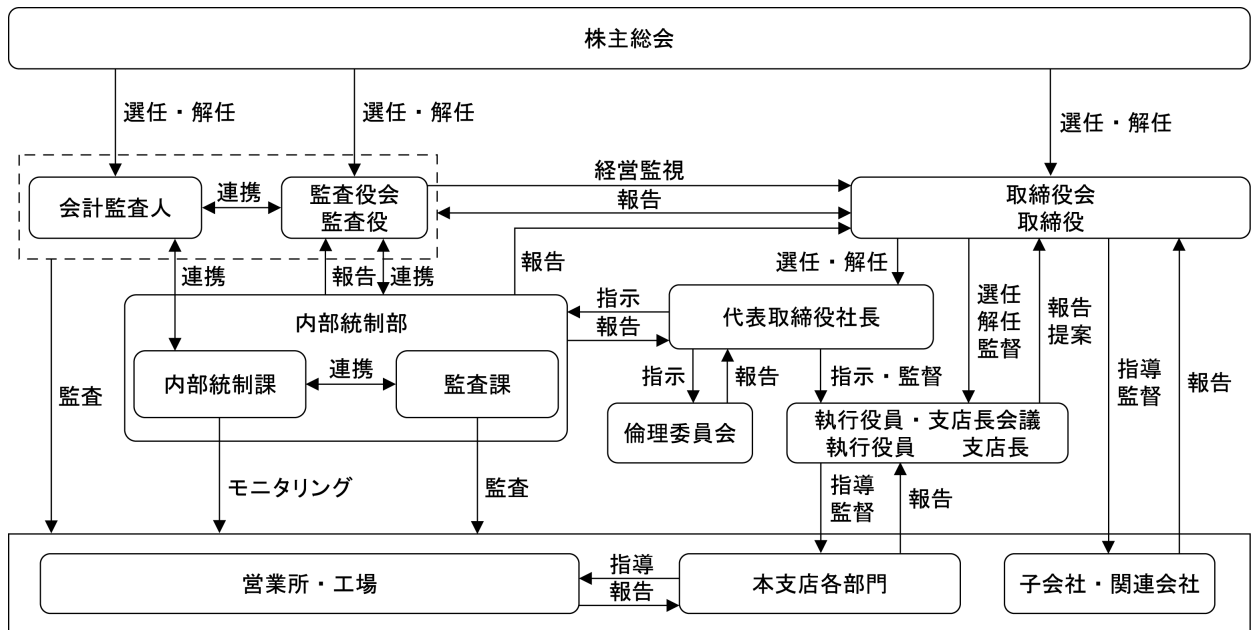 株主総会
選任・解任
選任・解任
選任・解任
会計監査人
連携
監査役会
監査役
経営監視
報告
取締役会
取締役
連携
報告
連携
報告
選任・解任
選任
解任
監督
報告
提案
指導
監督
報告
内部統制部
指示
報告
代表取締役社長
内部統制課
連携
監査課
指示
報告
指示・監督
監査
倫理委員会
執行役員・支店長会議
執行役員 支店長
モニタリング
監査
指導
監督
報告
営業所・工場
指導
報告
本支店各部門
子会社・関連会社